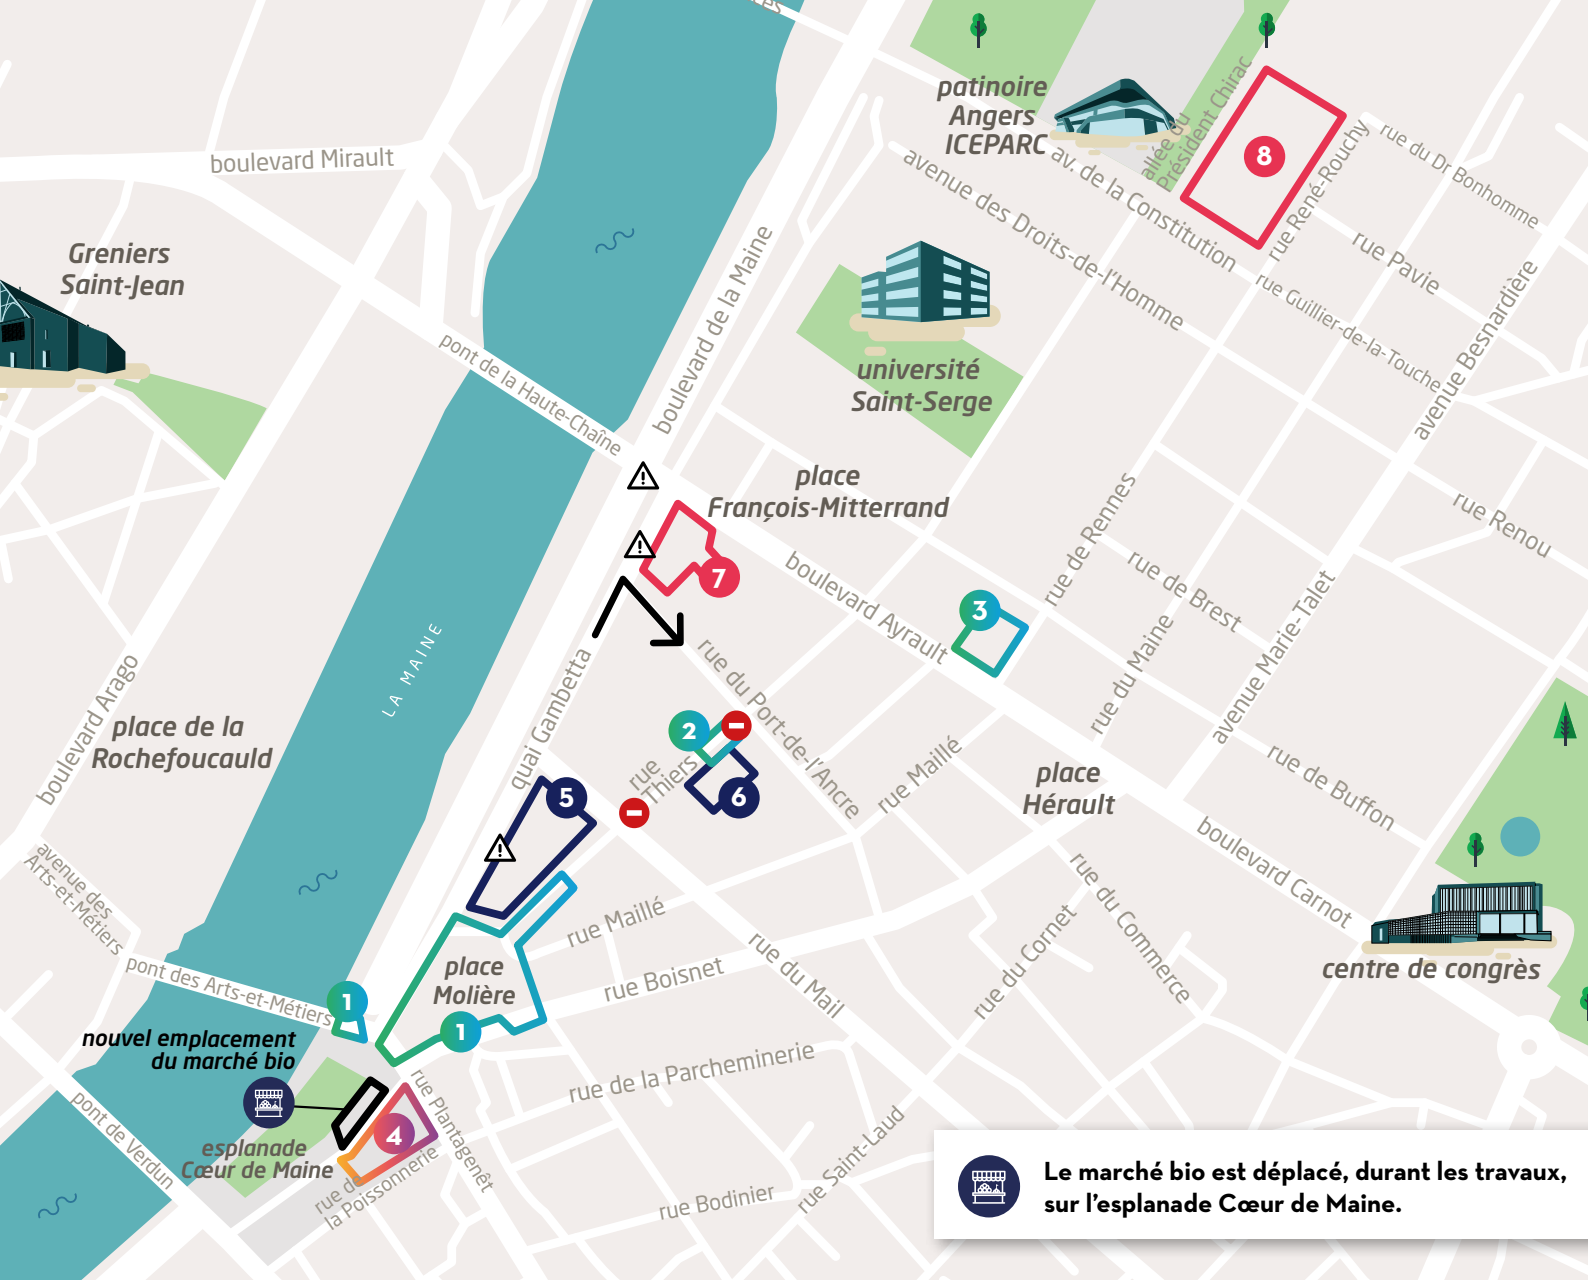 boulevard Mirault
Greniers
Saint-Jean
patinoire
Angers
ICEPARC
allée du
Président Chirac
8
rue René-Rouchy
rue du Dr Bonhomme
avenue des Droits-de-l'Homme
av. de la Constitution
rue Pavie
rue Guillier-de-la-Touche
avenue Besnardière
boulevard de la Maine
université
Saint-Serge
pont de la Haute-Chaîne
place
François-Mitterrand
7
rue Renou
boulevard Ayrault
rue de Rennes
3
rue de Brest
rue du Maine
avenue Marie-Talet
LA MAINE
quai Gambetta
rue du Port-de-l'Ancre
boulevard Arago
place de la
Rochefoucauld
2
rue
Thiers
5
6
rue Maillé
place
Hérault
rue de Buffon
boulevard Carnot
avenue des
Arts-et-Métiers
rue Maillé
rue du Mail
rue du Cornet
rue du Commerce
centre de congrès
pont des Arts-et-Métiers
1
place
Molière
1
rue Boisnet
nouvel emplacement
du marché bio
rue de la Parcheminerie
rue Plantagenêt
4
pont de Verdun
esplanade
Cœur de Maine
rue de
la Poissonnerie
rue Bodinier
rue Saint-Laud
Le marché bio est déplacé, durant les travaux,
sur l'esplanade Cœur de Maine.